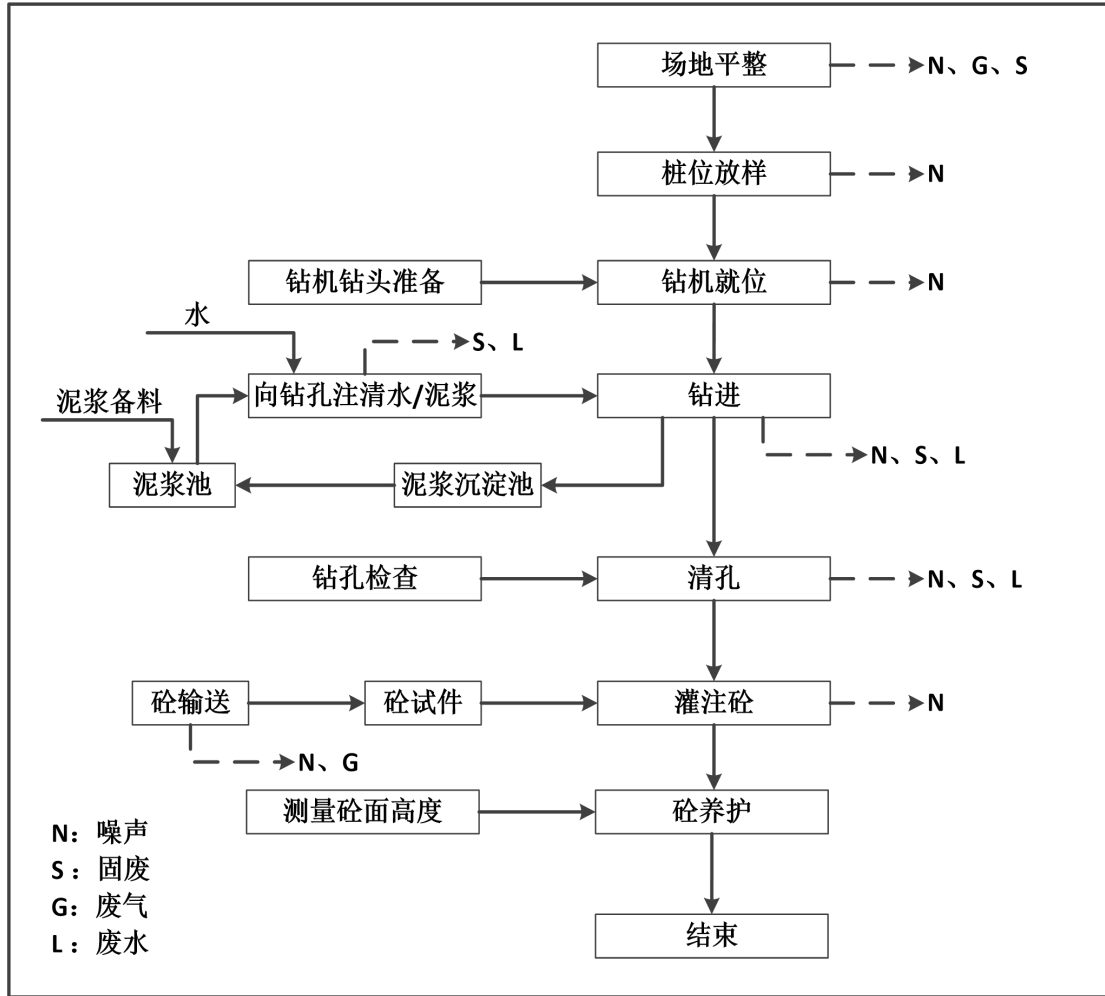 场地平整
N、G、S
桩位放样
N
钻机钻头准备
钻机就位
N
水
S、L
泥浆备料
向钻孔注清水/泥浆
钻进
N、S、L
泥浆池
泥浆沉淀池
钻孔检查
清孔
N、S、L
砼输送
砼试件
灌注砼
N
N、G
测量砼面高度
砼养护
N：噪声
S：固废
G：废气
L：废水
结束